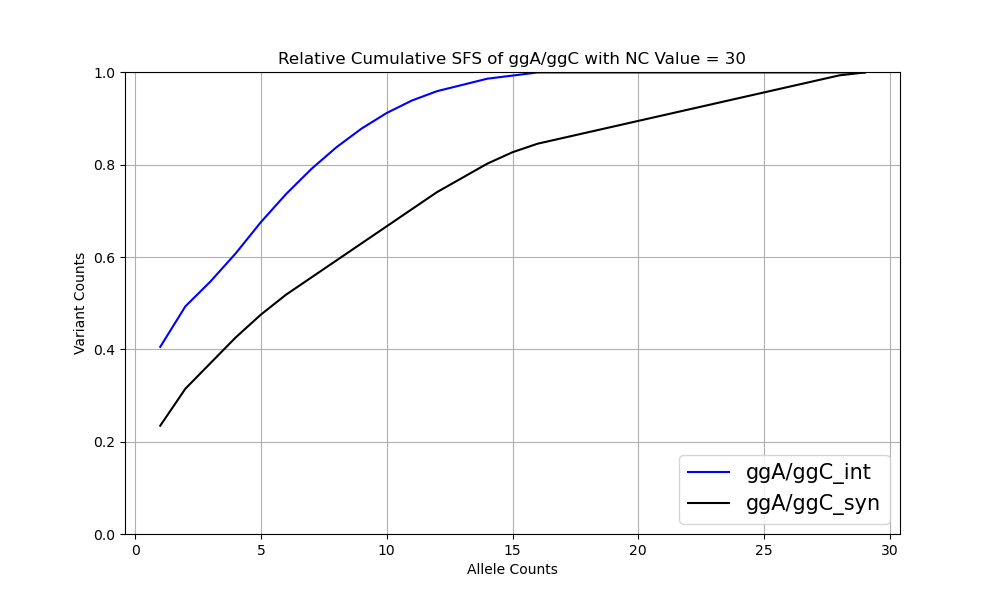 Relative Cumulative SFS of ggA/ggC with NC Value = 30
Variant Counts
1.0
0.8
0.6
0.4
0.2
0.0
0 5 10 15 20 25 30
Allele Counts
ggA/ggC_int
ggA/ggC_syn